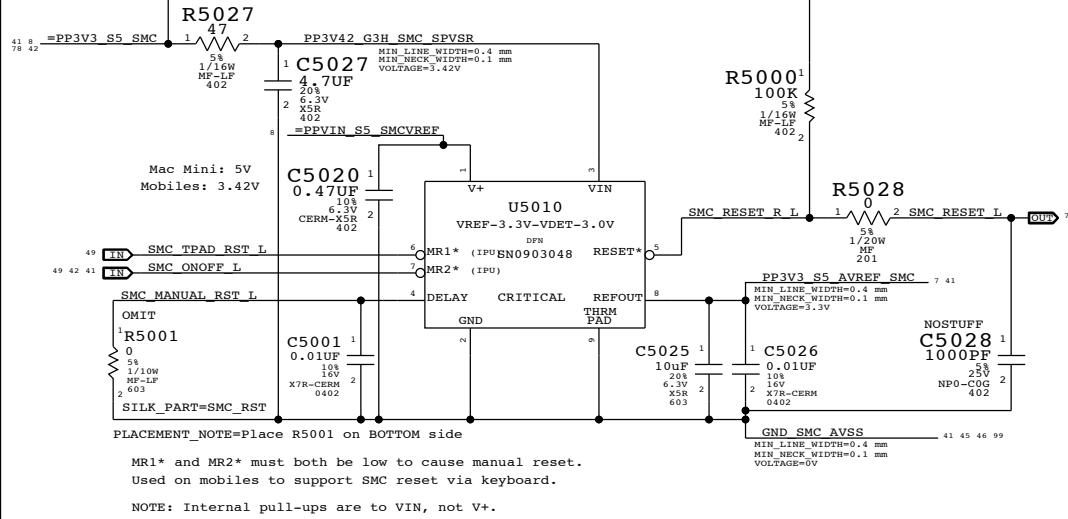 R5027
47
41 8
78 42
=PP3V3_S5_SMC
1
2
5%
1/16W
MF-LF
402
PP3V42_G3H_SMC_SPVSR
MIN_LINE_WIDTH=0.4 mm
MIN_NECK_WIDTH=0.1 mm
VOLTAGE=3.42V
1
C5027
4.7UF
20%
6.3V
X5R
402
2
R5000
1
100K
5%
1/16W
MF-LF
402
2
8
=PPVIN_S5_SMCVREF
Mac Mini: 5V
Mobiles: 3.42V
C5020
1
0.47UF
10%
6.3V
CERM-X5R
402
2
1
V+
3
VIN
U5010
VREF-3.3V-VDET-3.0V
DFN
SN0903048
CRITICAL
49
IN
SMC_TPAD_RST_L
6
MR1*
(IPU)
49 42 41
IN
SMC_ONOFF_L
7
MR2*
(IPU)
SMC_MANUAL_RST_L
4
DELAY
RESET*
5
REFOUT
8
THRM
PAD
9
GND
2
SMC_RESET_R_L
R5028
0
1
2
5%
1/20W
MF
201
SMC_RESET_L
OUT
7
PP3V3_S5_AVREF_SMC
7 41
MIN_LINE_WIDTH=0.4 mm
MIN_NECK_WIDTH=0.1 mm
VOLTAGE=3.3V
OMIT
1
R5001
0
5%
1/10W
MF-LF
603
2
SILK_PART=SMC_RST
C5001
1
0.01UF
10%
16V
X7R-CERM
0402
2
C5025
1
10uF
20%
6.3V
X5R
603
2
1
C5026
0.01UF
10%
16V
X7R-CERM
0402
2
NOSTUFF
C5028
1
1000PF
5%
25V
NP0-C0G
402
2
PLACEMENT_NOTE=Place R5001 on BOTTOM side
GND_SMC_AVSS
41 45 46 99
MIN_LINE_WIDTH=0.4 mm
MIN_NECK_WIDTH=0.1 mm
VOLTAGE=0V
MR1* and MR2* must both be low to cause manual reset.
Used on mobiles to support SMC reset via keyboard.
NOTE: Internal pull-ups are to VIN, not V+.